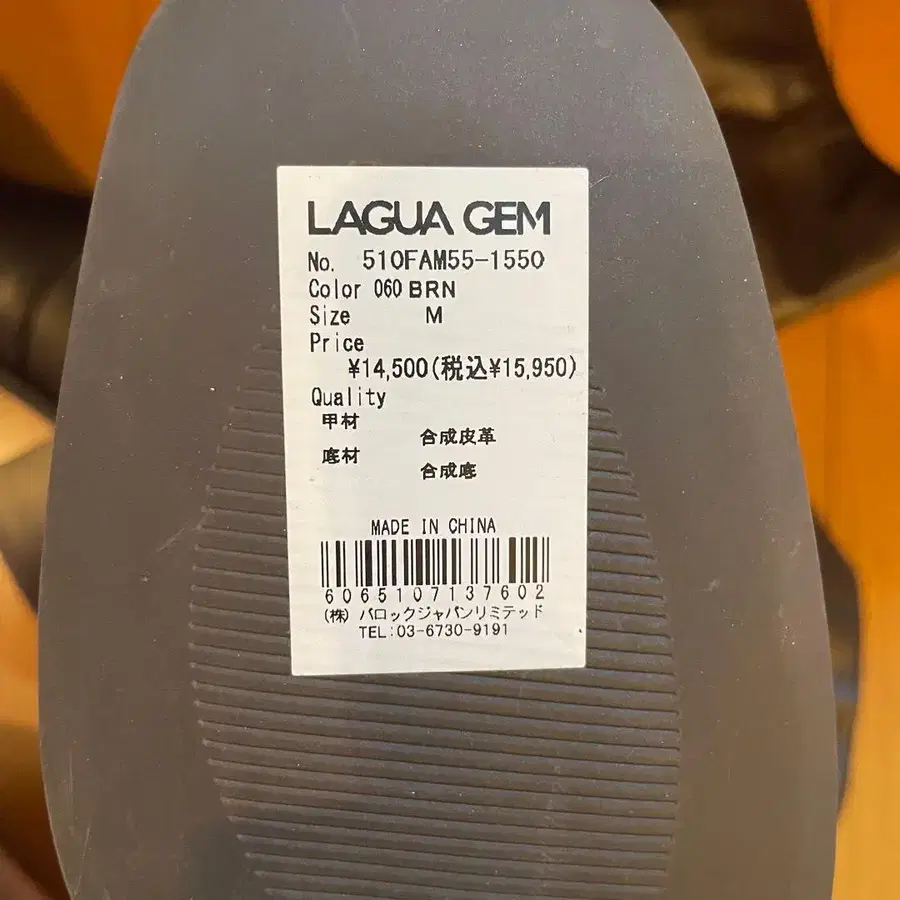 LAGUA GEM
No. 510FAM55-1550
Color 060 BRN
Size M
Price
¥14,500(税込¥15,950)
Quality
甲材
合成皮革
底材
合成底
MADE IN CHINA
6065107137602
(株) バロックジャパンリミテッド
TEL:03-6730-9191